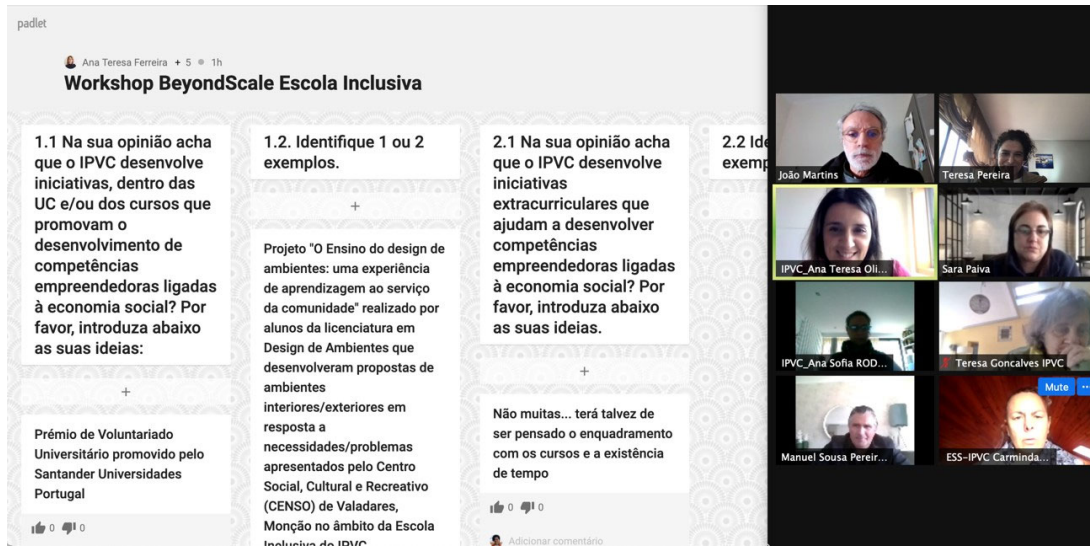 padlet
Ana Teresa Ferreira + 5 • 1h
Workshop BeyondScale Escola Inclusiva
1.1 Na sua opinião acha
que o IPVC desenvolve
iniciativas, dentro das
UC e/ou dos cursos que
promovam o
desenvolvimento de
competências
empreendedoras ligadas
à economia social? Por
favor, introduza abaixo
as suas ideias:
+
Prémio de Voluntariado
Universitário promovido pelo
Santander Universidades
Portugal
0 0
1.2. Identifique 1 ou 2
exemplos.
+
Projeto "O Ensino do design de
ambientes: uma experiência
de aprendizagem ao serviço
da comunidade" realizado por
alunos da licenciatura em
Design de Ambientes que
desenvolveram propostas de
ambientes
interiores/exteriores em
resposta a
necessidades/problemas
apresentados pelo Centro
Social, Cultural e Recreativo
(CENSO) de Valadares,
Monção no âmbito da Escola
Inclusiva do IPVC
2.1 Na sua opinião acha
que o IPVC desenvolve
iniciativas
extracurriculares que
ajudam a desenvolver
competências
empreendedoras ligadas
à economia social? Por
favor, introduza abaixo
as suas ideias.
+
Não muitas... terá talvez de
ser pensado o enquadramento
com os cursos e a existência
de tempo
0 0
Adicionar comentário
2.2 Ide
exemp
João Martins
Teresa Pereira
IPVC_Ana Teresa Oli...
Sara Paiva
IPVC_Ana Sofia ROD...
Teresa Goncalves IPVC
Mute ...
Manuel Sousa Pereir...
ESS-IPVC Carminda...